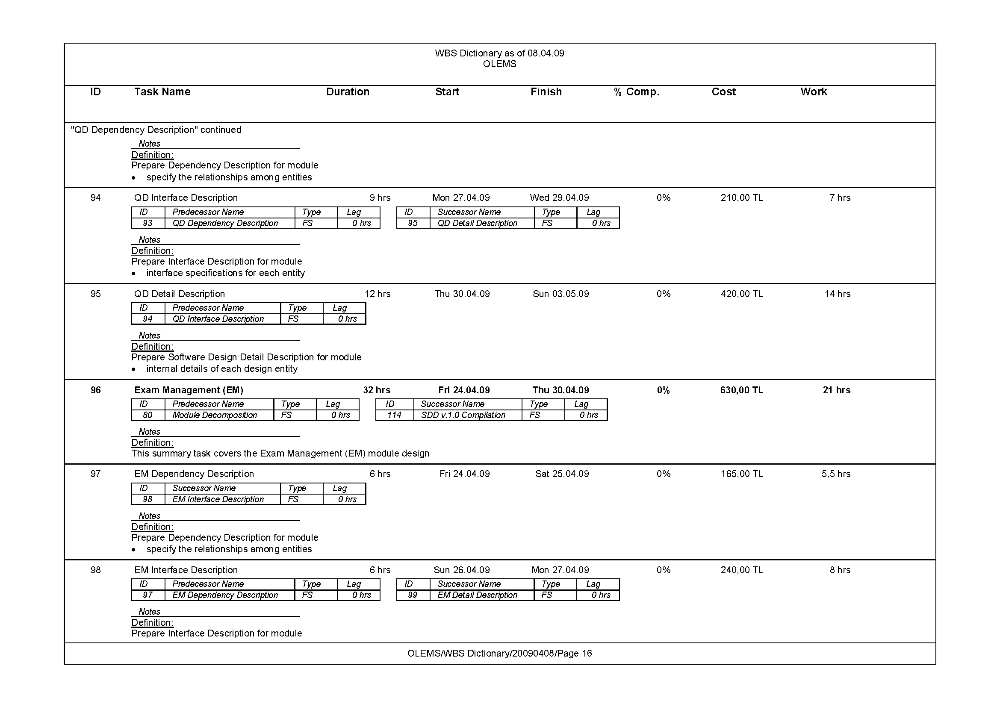 WBS Dictionary as of 08.04.09
OLEMS
ID Task Name Duration Start Finish % Comp. Cost Work
"QD Dependency Description" continued
Notes
Definition:
Prepare Dependency Description for module
• specify the relationships among entities
94 QD Interface Description 9 hrs Mon 27.04.09 Wed 29.04.09 0% 210,00 TL 7 hrs
ID Predecessor Name Type Lag ID Successor Name Type Lag
93 QD Dependency Description FS 0 hrs 95 QD Detail Description FS 0 hrs
Notes
Definition:
Prepare Interface Description for module
• interface specifications for each entity
95 QD Detail Description 12 hrs Thu 30.04.09 Sun 03.05.09 0% 420,00 TL 14 hrs
ID Predecessor Name Type Lag
94 QD Interface Description FS 0 hrs
Notes
Definition:
Prepare Software Design Detail Description for module
• internal details of each design entity
96 Exam Management (EM) 32 hrs Fri 24.04.09 Thu 30.04.09 0% 630,00 TL 21 hrs
ID Predecessor Name Type Lag ID Successor Name Type Lag
80 Module Decomposition FS 0 hrs 114 SDD v.1.0 Compilation FS 0 hrs
Notes
Definition:
This summary task covers the Exam Management (EM) module design
97 EM Dependency Description 6 hrs Fri 24.04.09 Sat 25.04.09 0% 165,00 TL 5,5 hrs
ID Successor Name Type Lag
98 EM Interface Description FS 0 hrs
Notes
Definition:
Prepare Dependency Description for module
• specify the relationships among entities
98 EM Interface Description 6 hrs Sun 26.04.09 Mon 27.04.09 0% 240,00 TL 8 hrs
ID Predecessor Name Type Lag ID Successor Name Type Lag
97 EM Dependency Description FS 0 hrs 99 EM Detail Description FS 0 hrs
Notes
Definition:
Prepare Interface Description for module
OLEMS/WBS Dictionary/20090408/Page 16